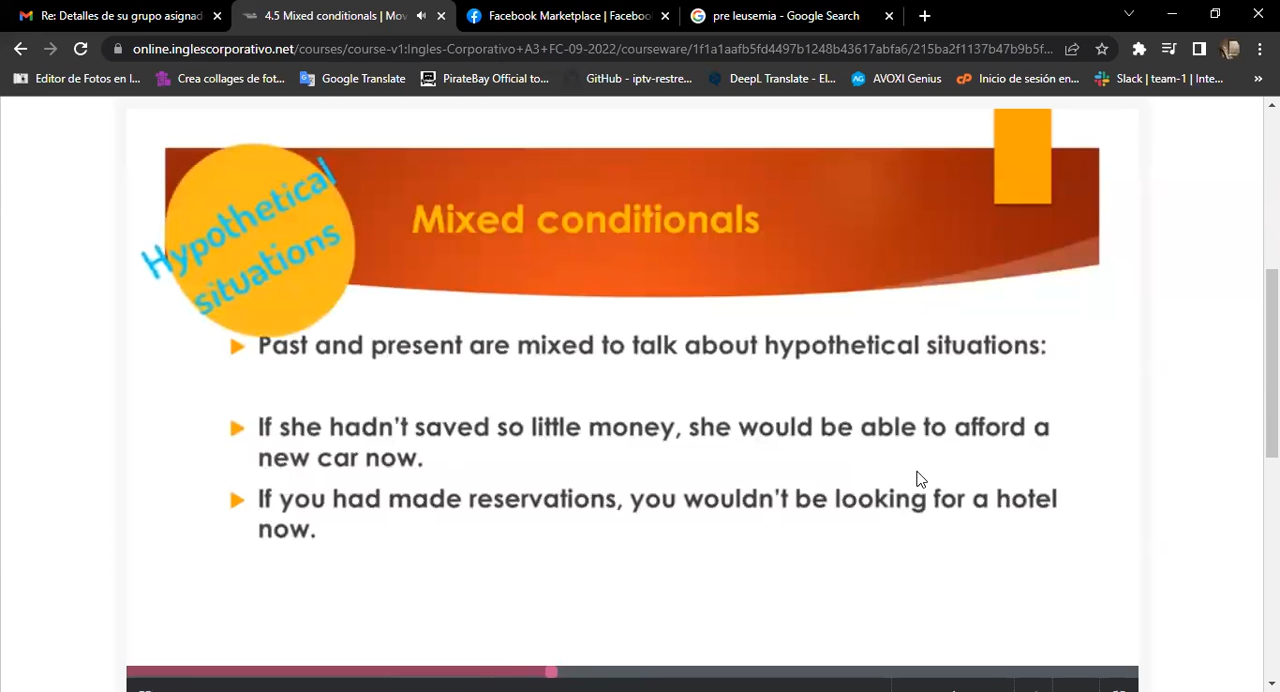 Re: Detalles de su grupo asignad
4.5 Mixed conditionals | Mov
Facebook Marketplace | Faceboo
pre leusemia - Google Search
online.inglescorporativo.net/courses/course-v1:Ingles-Corporativo+A3+FC-09-2022/courseware/1f1a1aafb5fd4497b1248b43617abfa6/215ba2f1137b47b9b5f...
Editor de Fotos en l...
Crea collages de fot...
Google Translate
PirateBay Official to...
GitHub - iptv-restre...
DeepL Translate - El...
AVOXI Genius
Inicio de sesión en...
Slack | team-1 | Inte...
»
Hypothetical
situations
Mixed conditionals
Past and present are mixed to talk about hypothetical situations:
If she hadn't saved so little money, she would be able to afford a
new car now.
If you had made reservations, you wouldn't be looking for a hotel
now.